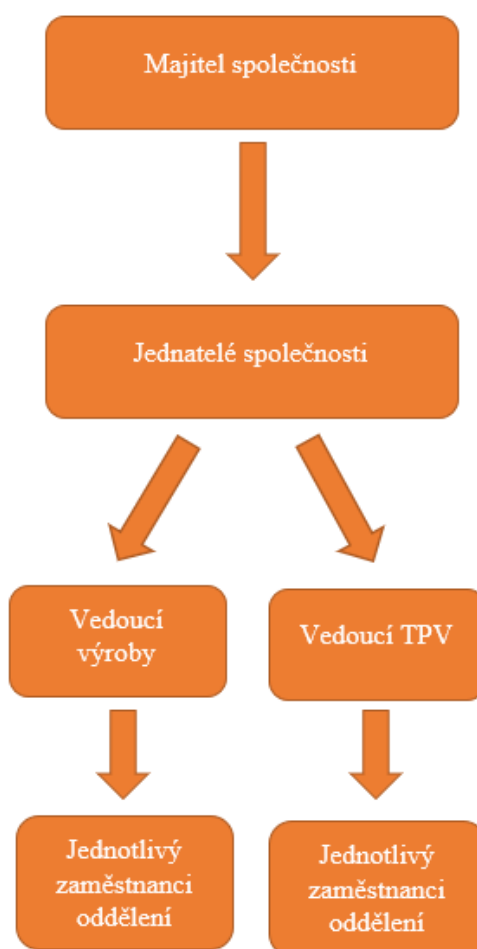 Majitel společnosti
Jednatelé společnosti
Vedoucí
výroby
Vedoucí TPV
Jednotlivý
zaměstnanci
oddělení
Jednotlivý
zaměstnanci
oddělení